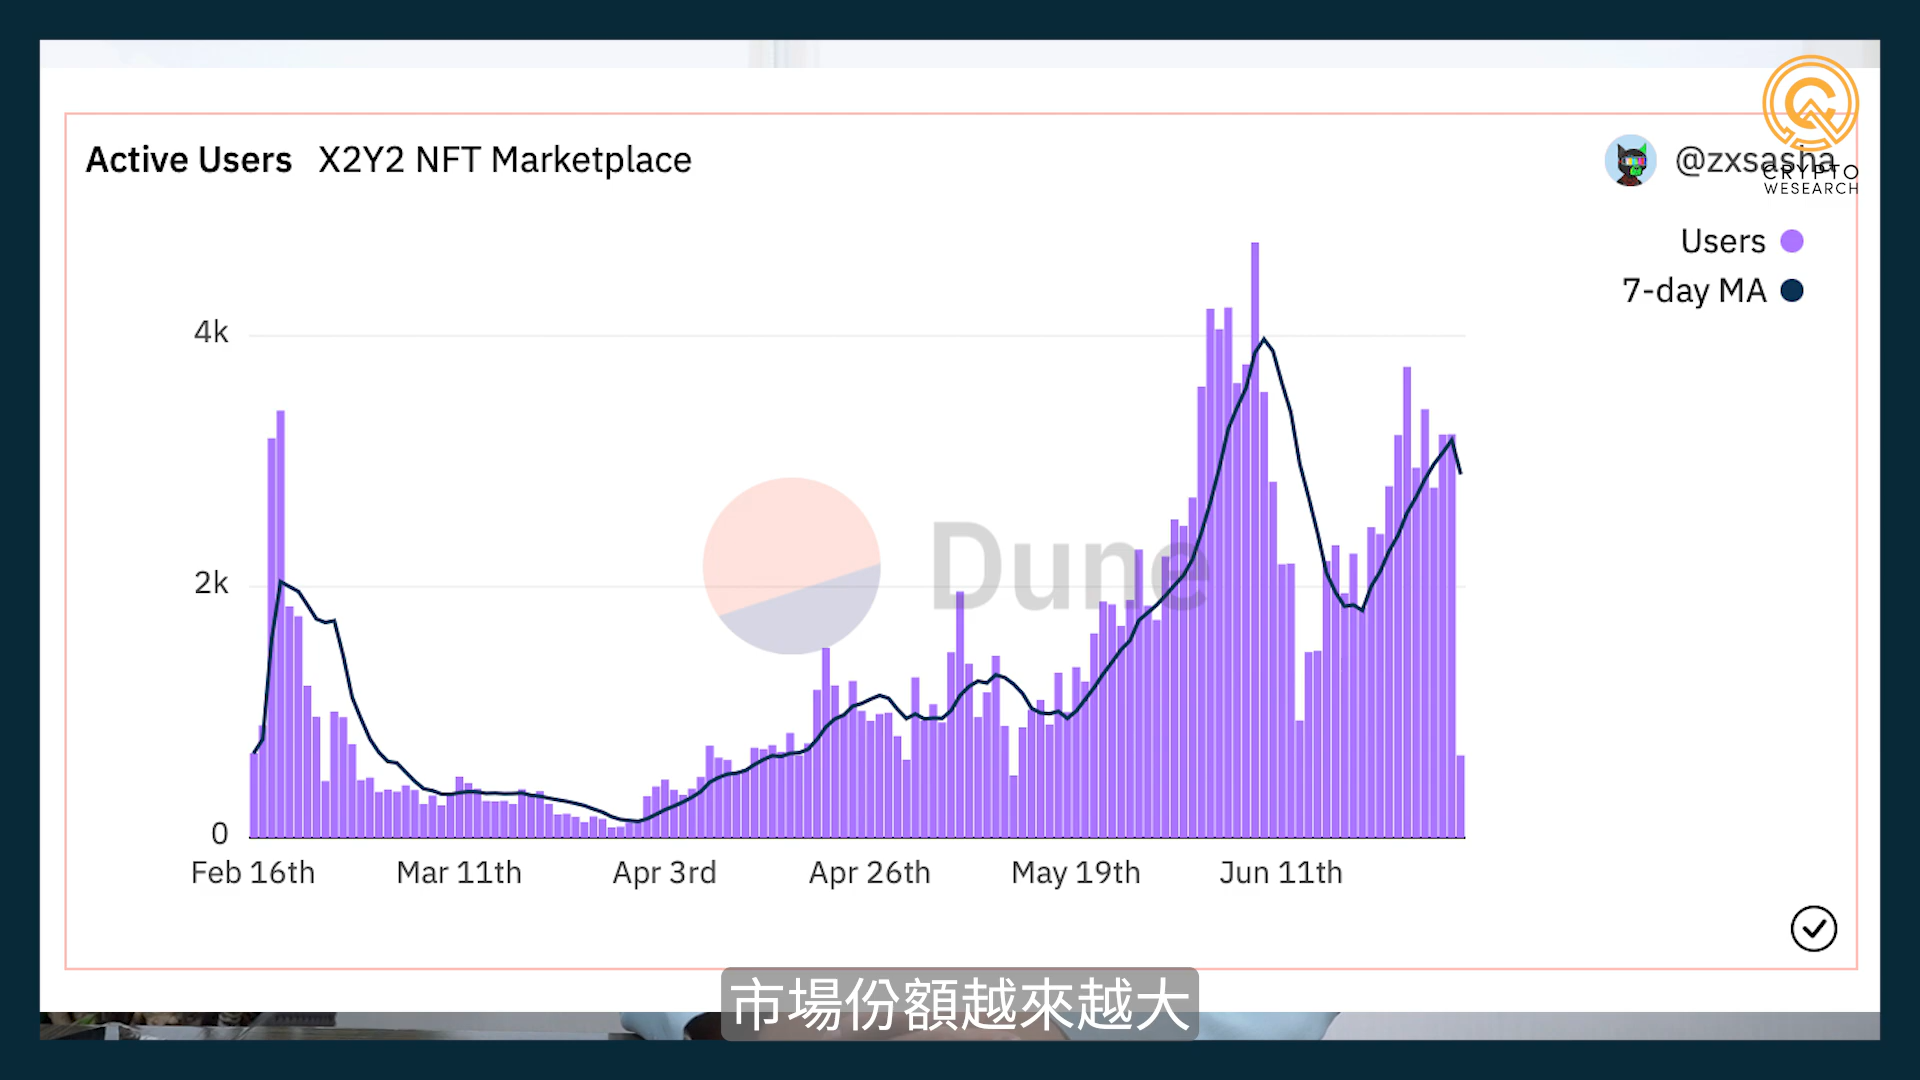 Active Users X2Y2 NFT Marketplace
@zxsasha
CRYPTO
WESEARCH
Users
7-day MA
4k
2k
0
Dune
Feb 16th Mar 11th Apr 3rd Apr 26th May 19th Jun 11th
市場份額越來越大